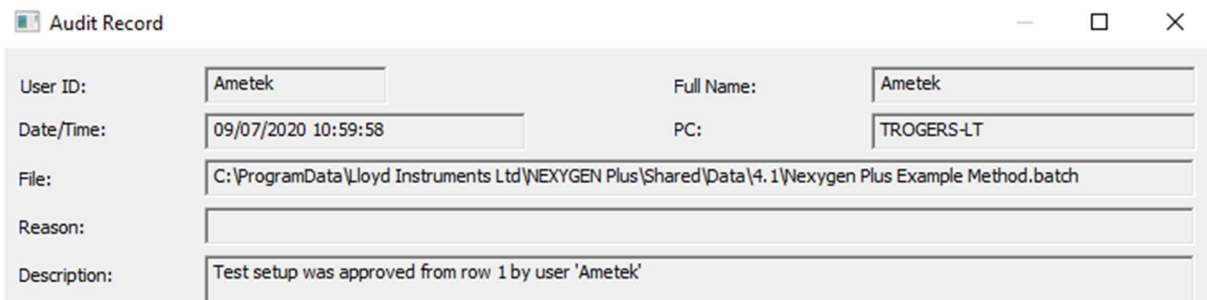 Audit Record
User ID: Ametek Full Name: Ametek
Date/Time: 09/07/2020 10:59:58 PC: TROGERS-LT
File: C:\ProgramData\Lloyd Instruments Ltd\NEXYGEN Plus\Shared\Data\4.1\Nexygen Plus Example Method.batch
Reason:
Description: Test setup was approved from row 1 by user 'Ametek'